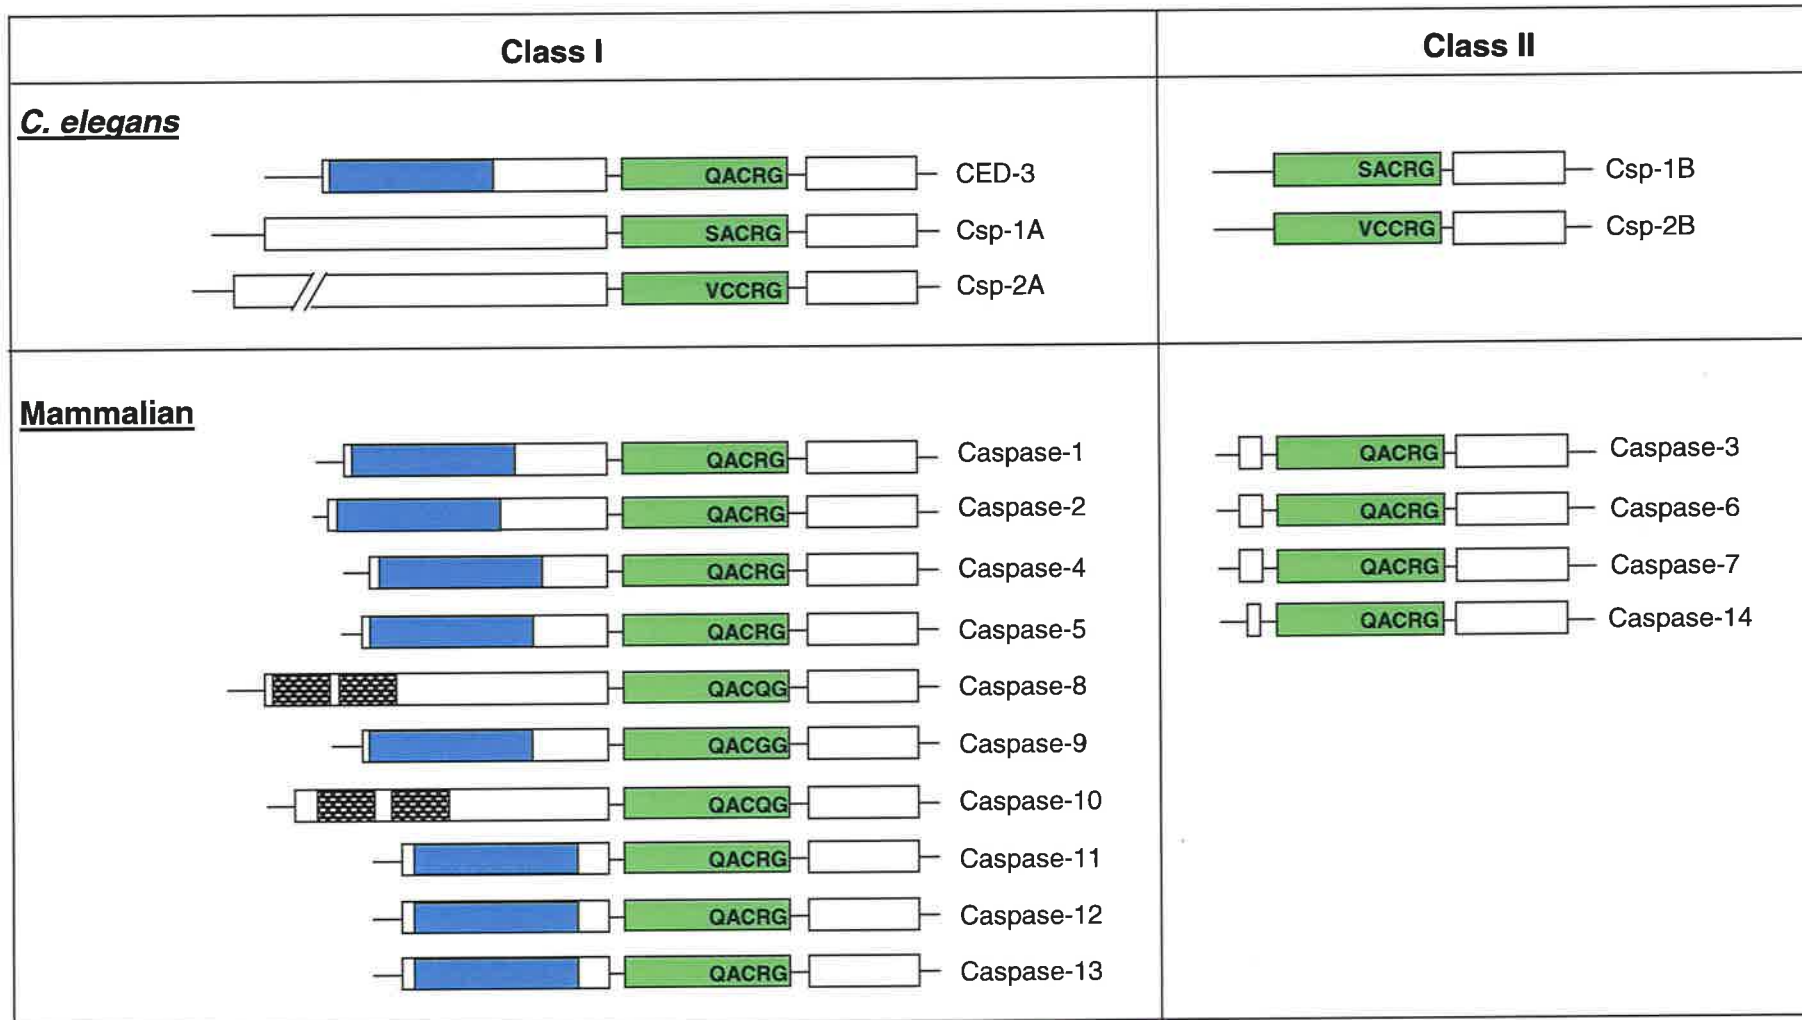 Class I
Class II
C. elegans
QACRG CED-3
SACRG Csp-1A
VCCRG Csp-2A
SACRG Csp-1B
VCCRG Csp-2B
Mammalian
QACRG Caspase-1
QACRG Caspase-2
QACRG Caspase-4
QACRG Caspase-5
QACQG Caspase-8
QACGG Caspase-9
QACQG Caspase-10
QACRG Caspase-11
QACRG Caspase-12
QACRG Caspase-13
QACRG Caspase-3
QACRG Caspase-6
QACRG Caspase-7
QACRG Caspase-14